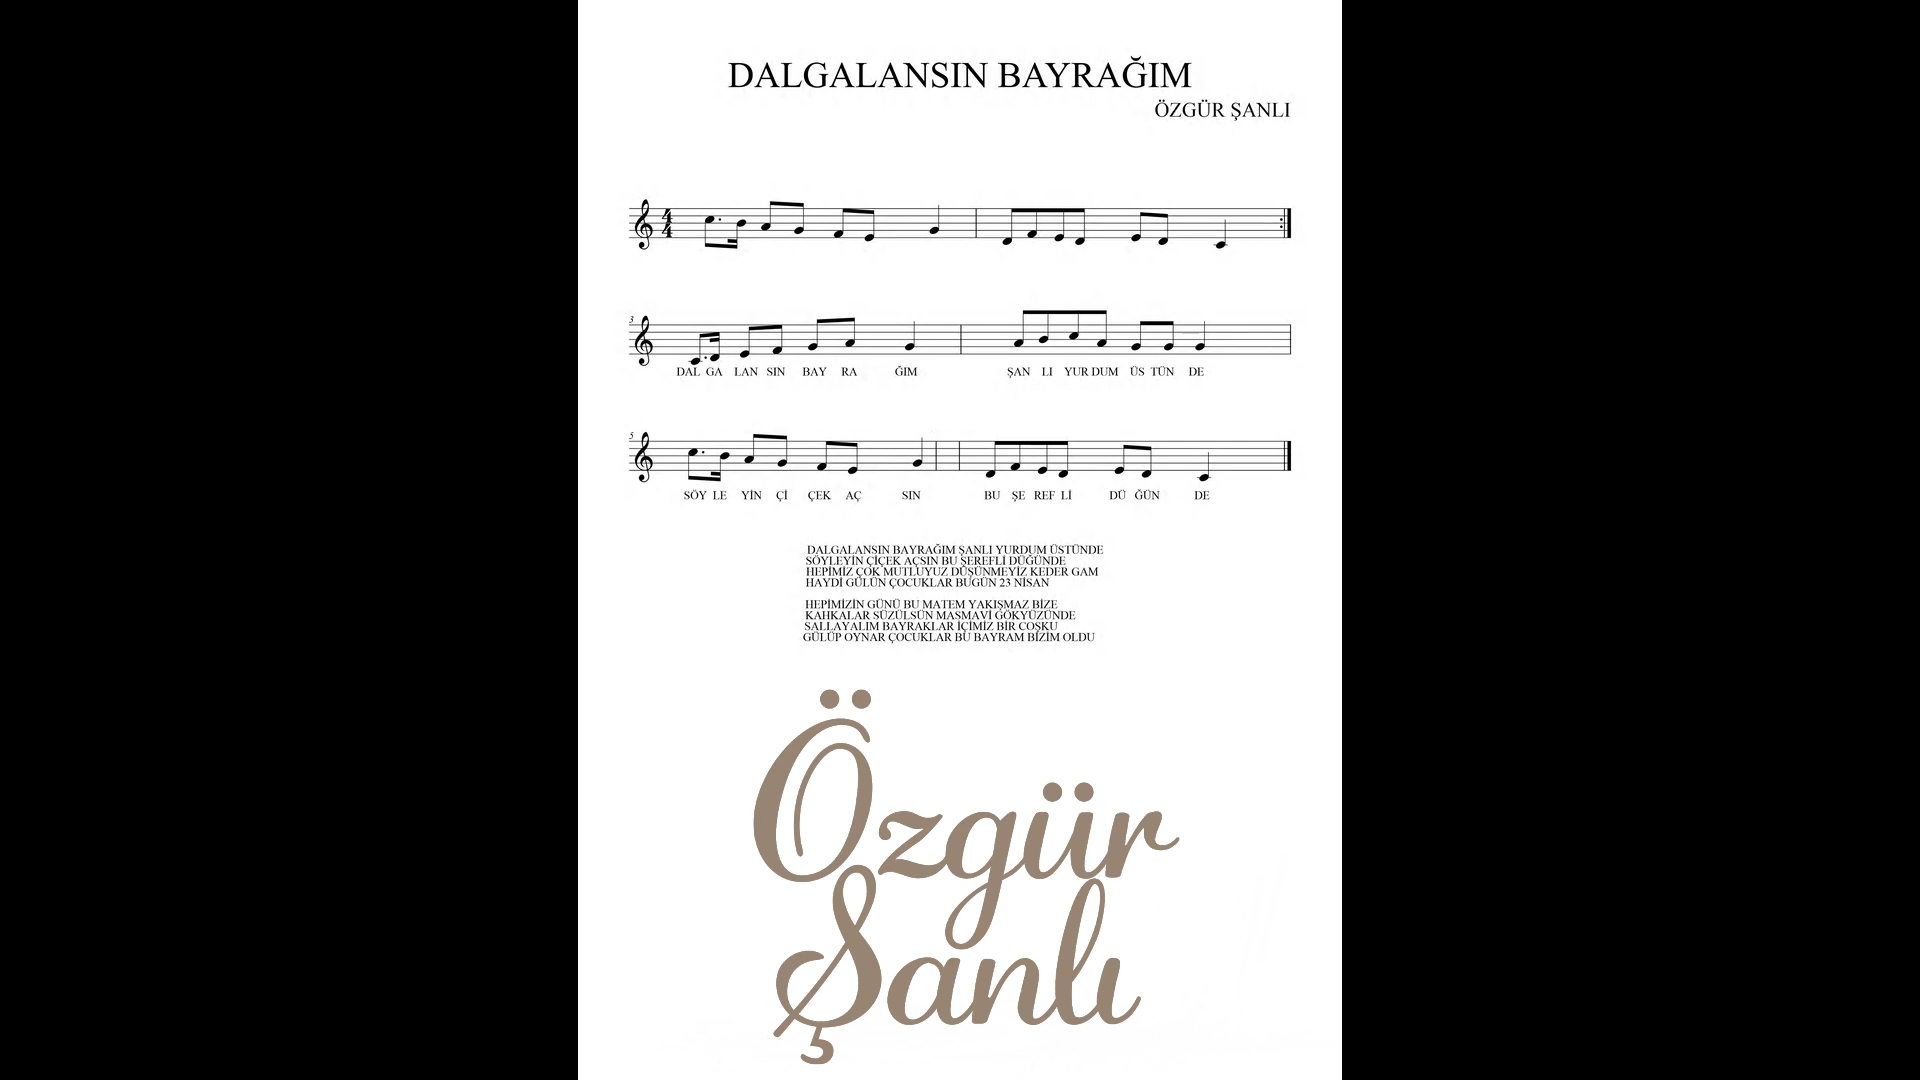 DALGALANSIN BAYRAĞIM
ÖZGÜR ŞANLI
4
4
3
DAL GA LAN SIN BAY RA ĞIM ŞAN LI YUR DUM ÜS TÜN DE
5
SÖY LE YİN Çİ ÇEK AÇ SIN BU ŞE REF Lİ DÜ ĞÜN DE
DALGALANSIN BAYRAĞIM ŞANLI YURDUM ÜSTÜNDE
SÖYLEYİN ÇİÇEK AÇSIN BU ŞEREFLİ DÜĞÜNDE
HEPİMİZ ÇOK MUTLUYUZ DÜŞÜNMEYİZ KEDER GAM
HAYDİ GÜLÜN ÇOCUKLAR BUGÜN 23 NİSAN
HEPİMİZİN GÜNÜ BU MATEM YAKIŞMAZ BİZE
KAHKALAR SÜZÜLSÜN MASMAVİ GÖKYÜZÜNDE
SALLAYALIM BAYRAKLAR İÇİMİZ BİR COŞKU
GÜLÜP OYNAR ÇOCUKLAR BU BAYRAM BİZİM OLDU
Özgür
Şanlı